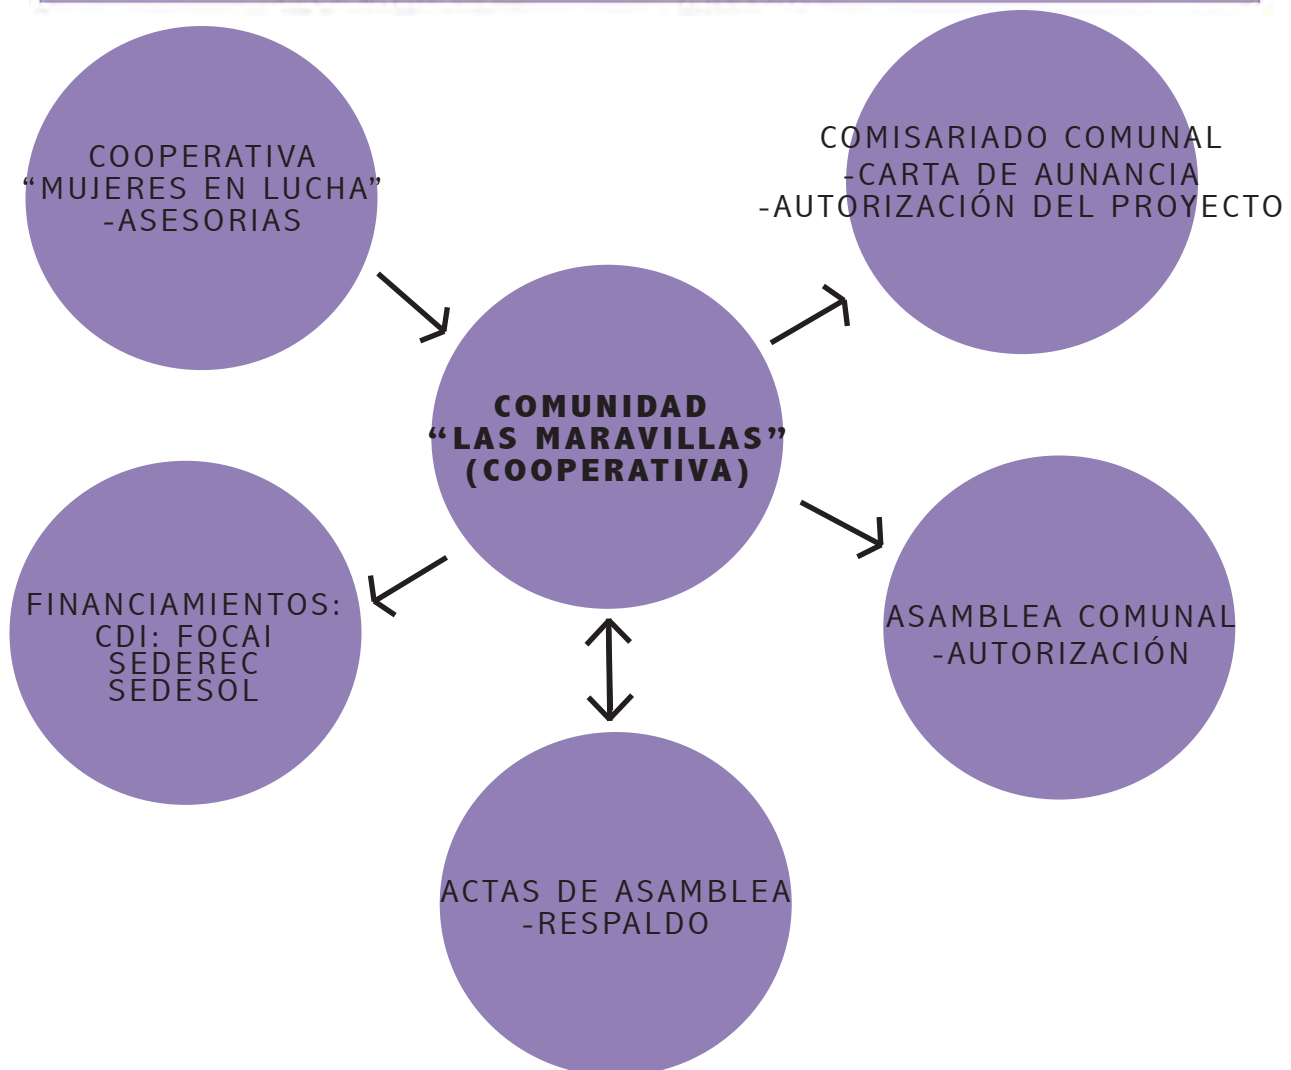 COOPERATIVA
“MUJERES EN LUCHA”
-ASESORIAS
COMISARIADO COMUNAL
-CARTA DE AUNANCIA
-AUTORIZACIÓN DEL PROYECTO
COMUNIDAD
“LAS MARAVILLAS”
(COOPERATIVA)
FINANCIAMIENTOS:
CDI: FOCAI
SEDEREC
SEDESOL
ASAMBLEA COMUNAL
-AUTORIZACIÓN
ACTAS DE ASAMBLEA
-RESPALDO